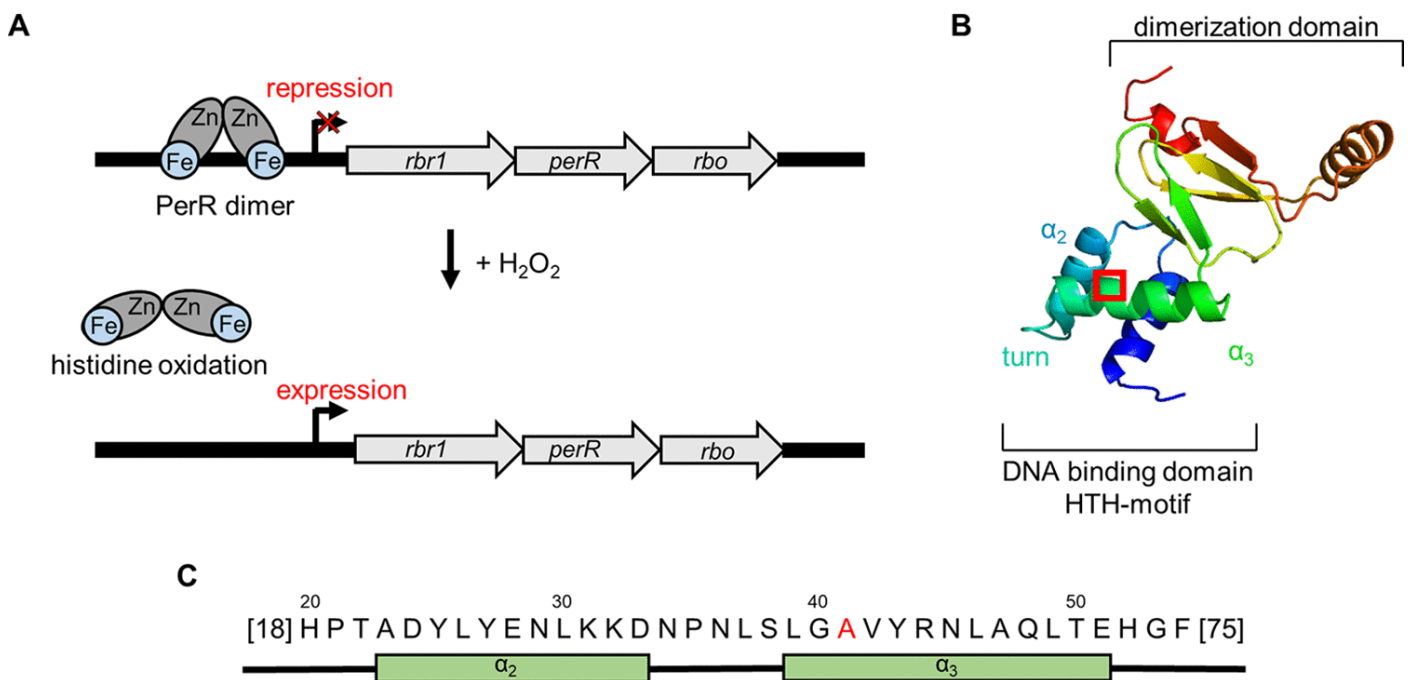 A
repression
Zn Zn
Fe Fe
rbr1 perR rbo
PerR dimer
+ H₂O₂
Zn Zn
Fe Fe
histidine oxidation
expression
rbr1 perR rbo
B
dimerization domain
α₂
turn
α₃
DNA binding domain
HTH-motif
C
20 30 40 50
[18] H P T A D Y L Y E N L K K D N P N L S L G A V Y R N L A Q L T E H G F [75]
α₂ α₃